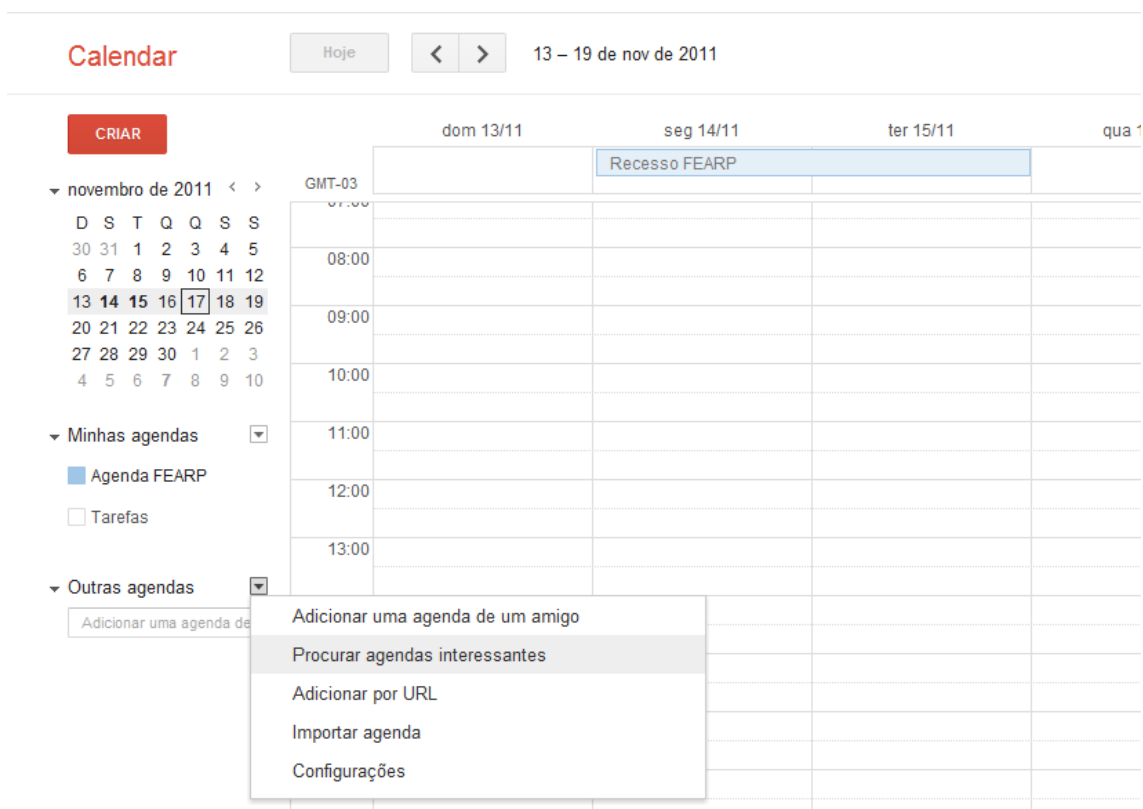 Calendar
Hoje
13 – 19 de nov de 2011
CRIAR
dom 13/11
seg 14/11
ter 15/11
qua 1
Recesso FEARP
GMT-03
novembro de 2011
D S T Q Q S S
30 31 1 2 3 4 5
6 7 8 9 10 11 12
13 14 15 16 17 18 19
20 21 22 23 24 25 26
27 28 29 30 1 2 3
4 5 6 7 8 9 10
07:00
08:00
09:00
10:00
11:00
12:00
13:00
Minhas agendas
Agenda FEARP
Tarefas
Outras agendas
Adicionar uma agenda de
Adicionar uma agenda de um amigo
Procurar agendas interessantes
Adicionar por URL
Importar agenda
Configurações